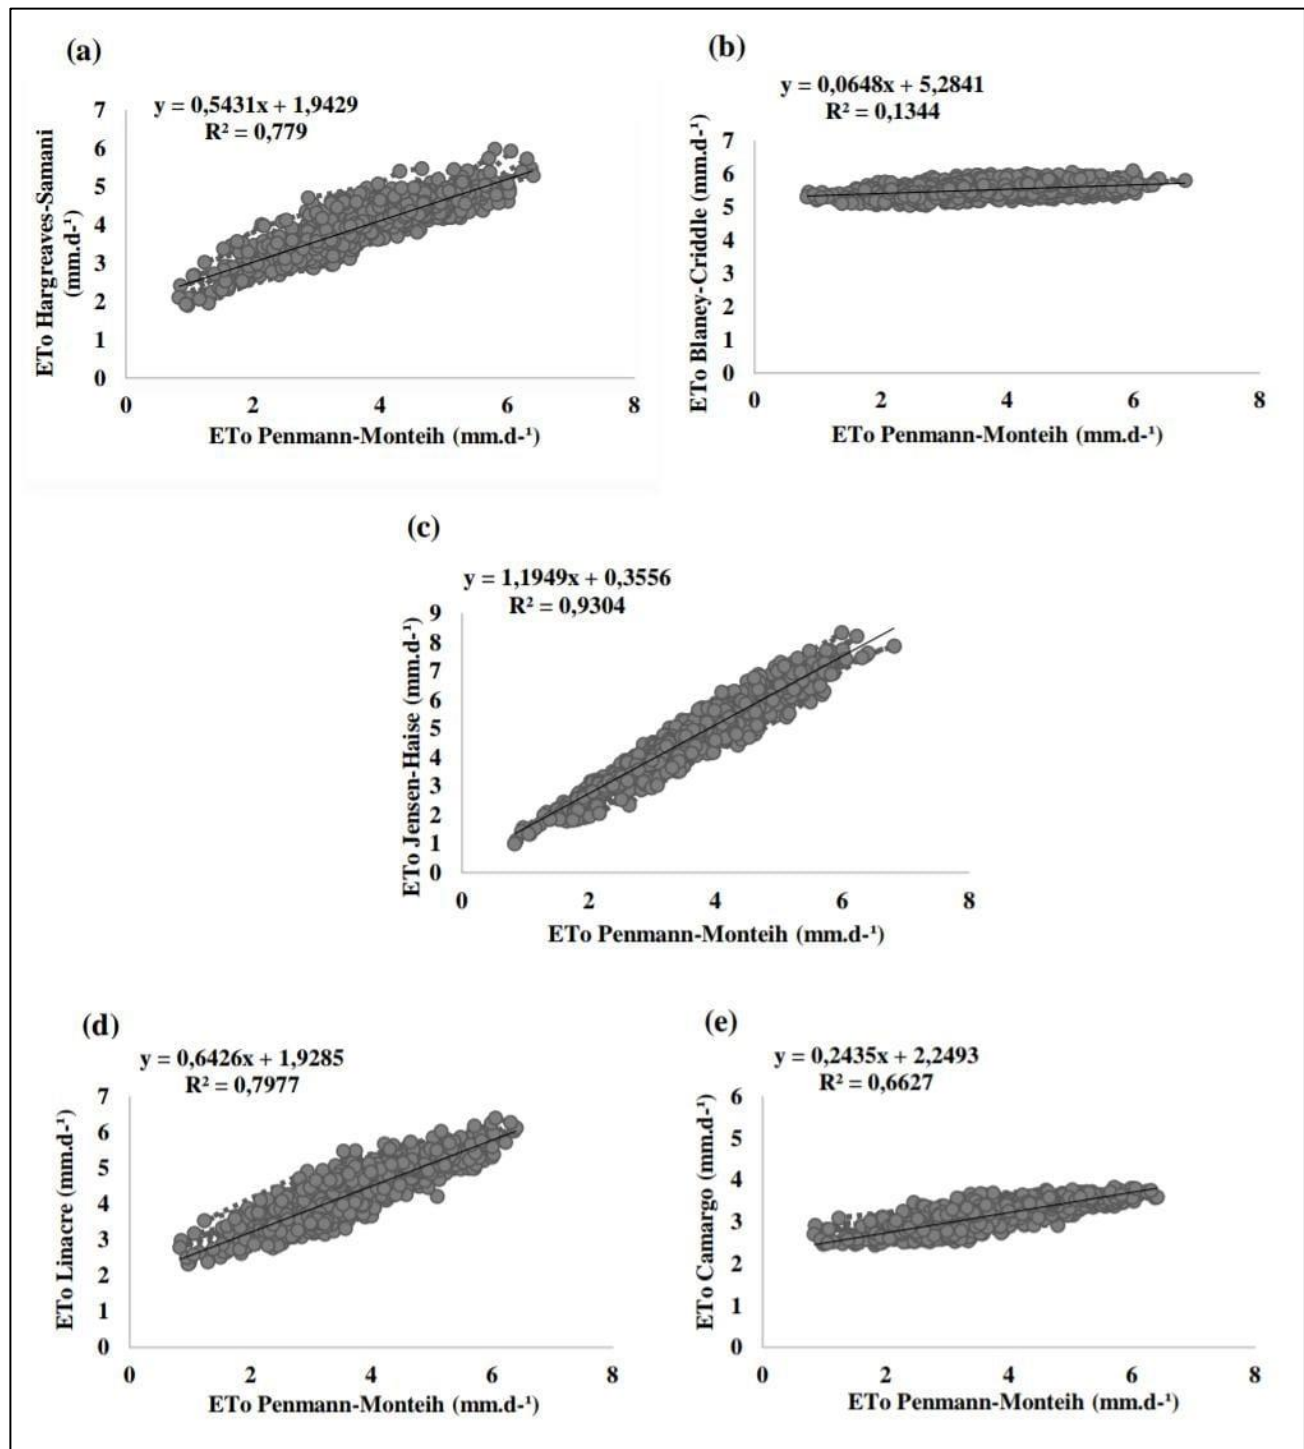 (a)
y = 0,5431x + 1,9429
R² = 0,779
ETo Hargreaves-Samani
(mm.d-¹)
7
6
5
4
3
2
1
0
0 2 4 6 8
ETo Penmann-Monteih (mm.d-¹)
(b)
y = 0,0648x + 5,2841
R² = 0,1344
ETo Blaney-Criddle (mm.d-¹)
7
6
5
4
3
2
1
0
0 2 4 6 8
ETo Penmann-Monteih (mm.d-¹)
(c)
y = 1,1949x + 0,3556
R² = 0,9304
ETo Jensen-Haise (mm.d-¹)
9
8
7
6
5
4
3
2
1
0
0 2 4 6 8
ETo Penmann-Monteih (mm.d-¹)
(d)
y = 0,6426x + 1,9285
R² = 0,7977
ETo Linacre (mm.d-¹)
7
6
5
4
3
2
1
0
0 2 4 6 8
ETo Penmann-Monteih (mm.d-¹)
(e)
y = 0,2435x + 2,2493
R² = 0,6627
ETo Camargo (mm.d-¹)
6
5
4
3
2
1
0
0 2 4 6 8
ETo Penmann-Monteih (mm.d-¹)